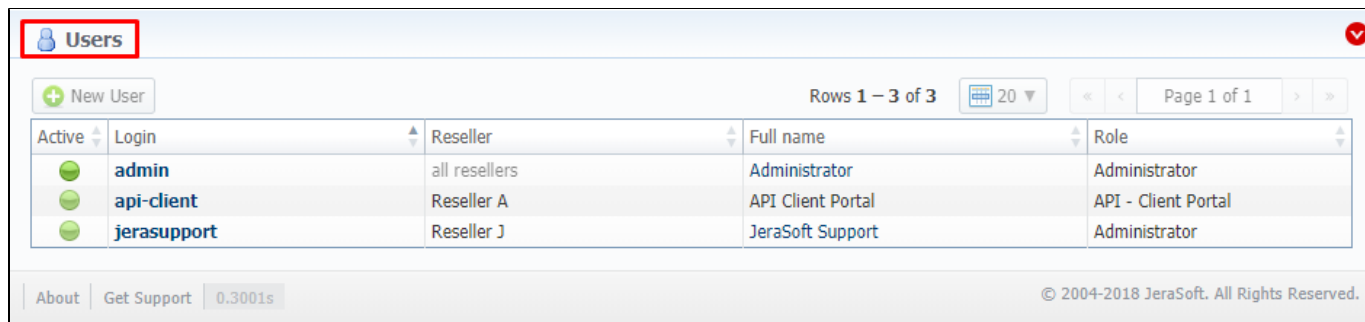 Users
New User Rows 1 – 3 of 3 20 ▼ « < Page 1 of 1 > »
Active Login Reseller Full name Role
admin all resellers Administrator Administrator
api-client Reseller A API Client Portal API - Client Portal
jerasupport Reseller J JeraSoft Support Administrator
About Get Support 0.3001s © 2004-2018 JeraSoft. All Rights Reserved.